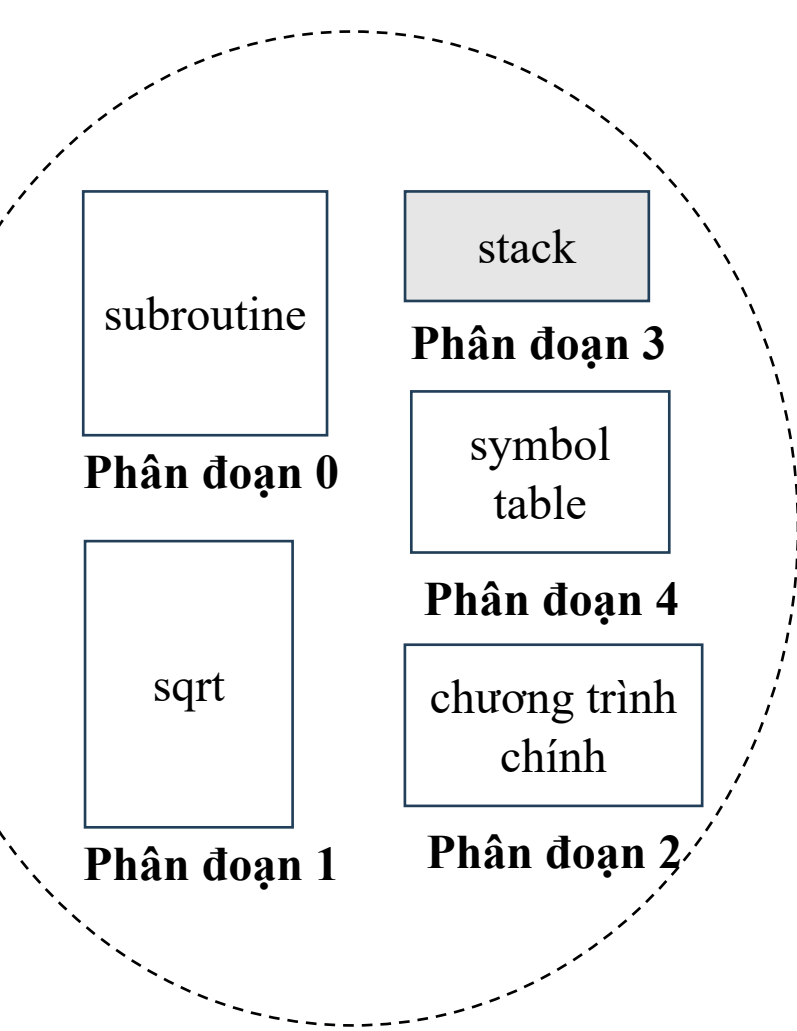 subroutine
Phân đoạn 0
sqrt
Phân đoạn 1
stack
Phân đoạn 3
symbol
table
Phân đoạn 4
chương trình
chính
Phân đoạn 2